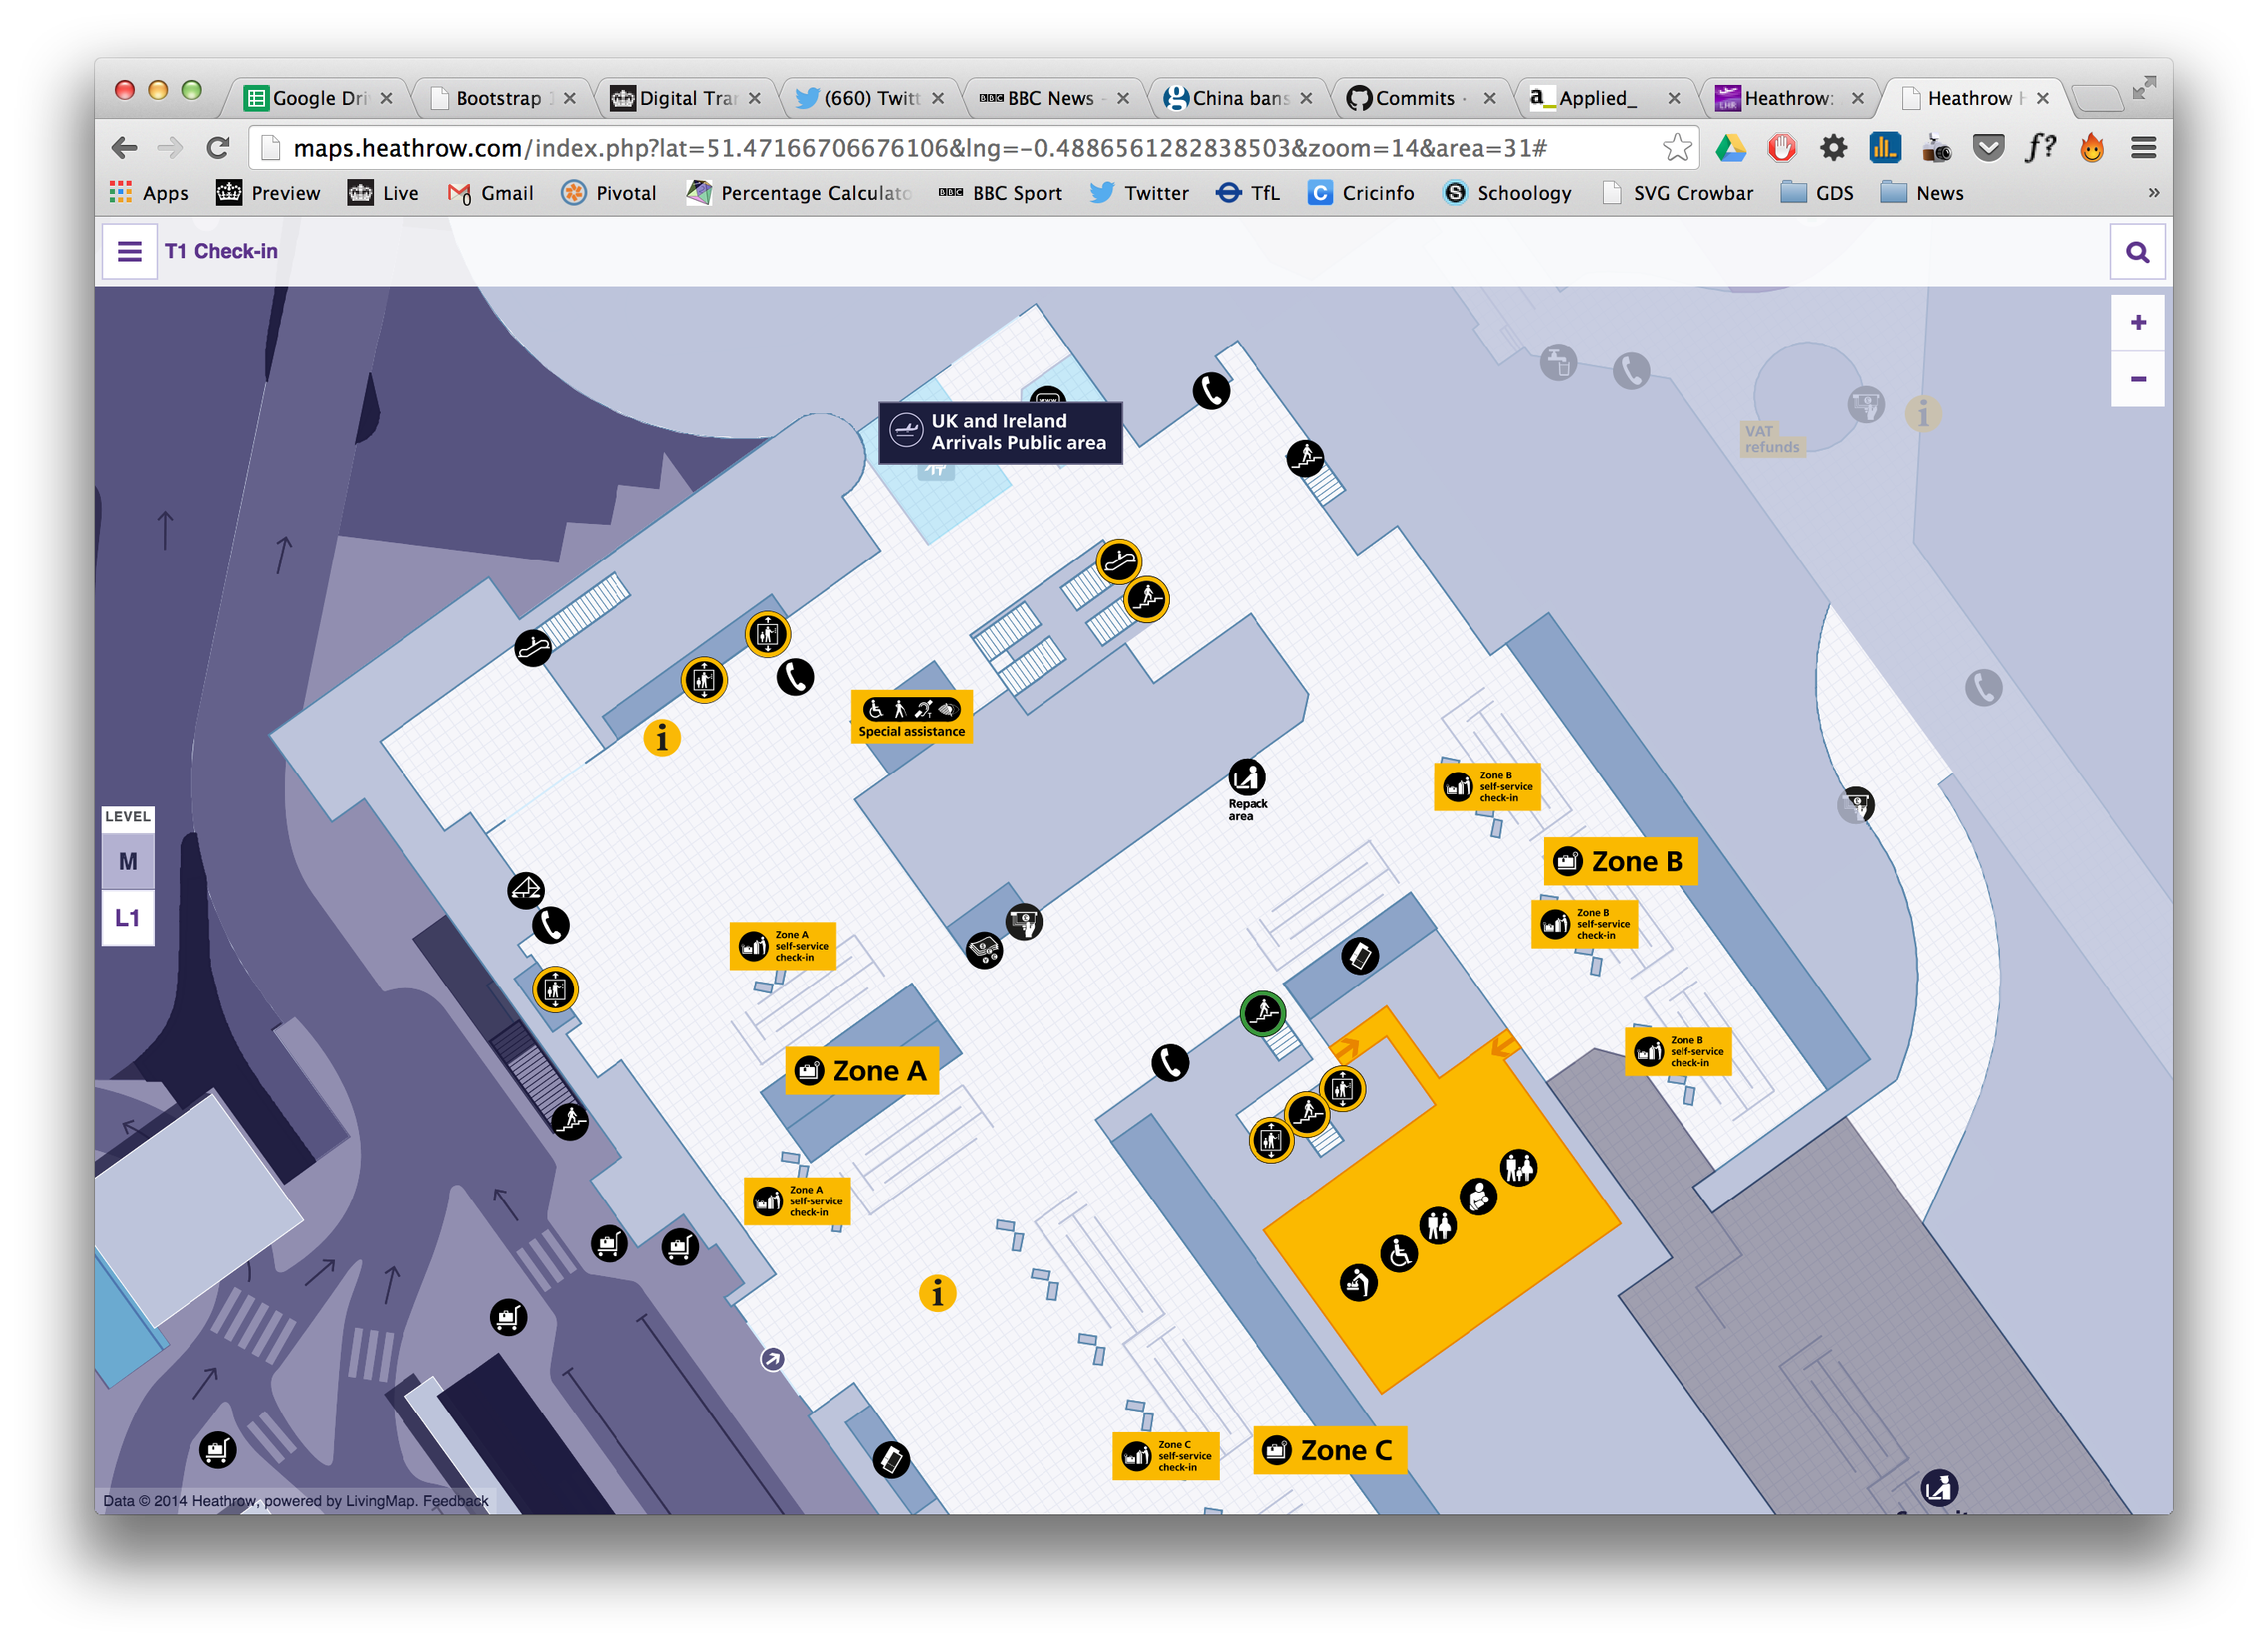 Google Dri
Bootstrap
Digital Tra
(660) Twitt
BBC News -
China bans
Commits ·
a_ Applied_
LHR Heathrow:
Heathrow H
maps.heathrow.com/index.php?lat=51.47166706676106&lng=-0.4886561282838503&zoom=14&area=31#
f?
Apps
Preview
Live
Gmail
Pivotal
Percentage Calculato
BBC BBC Sport
Twitter
TfL
C Cricinfo
S Schoology
SVG Crowbar
GDS
News
»
T1 Check-in
+
-
UK and Ireland
Arrivals Public area
VAT
refunds
i
i
Special assistance
Repack
area
Zone B
self-service
check-in
Zone B
Zone B
self-service
check-in
Zone B
self-service
check-in
LEVEL
M
L1
Zone A
self-service
check-in
Zone A
Zone A
self-service
check-in
i
Zone C
self-service
check-in
Zone C
Data © 2014 Heathrow, powered by LivingMap. Feedback